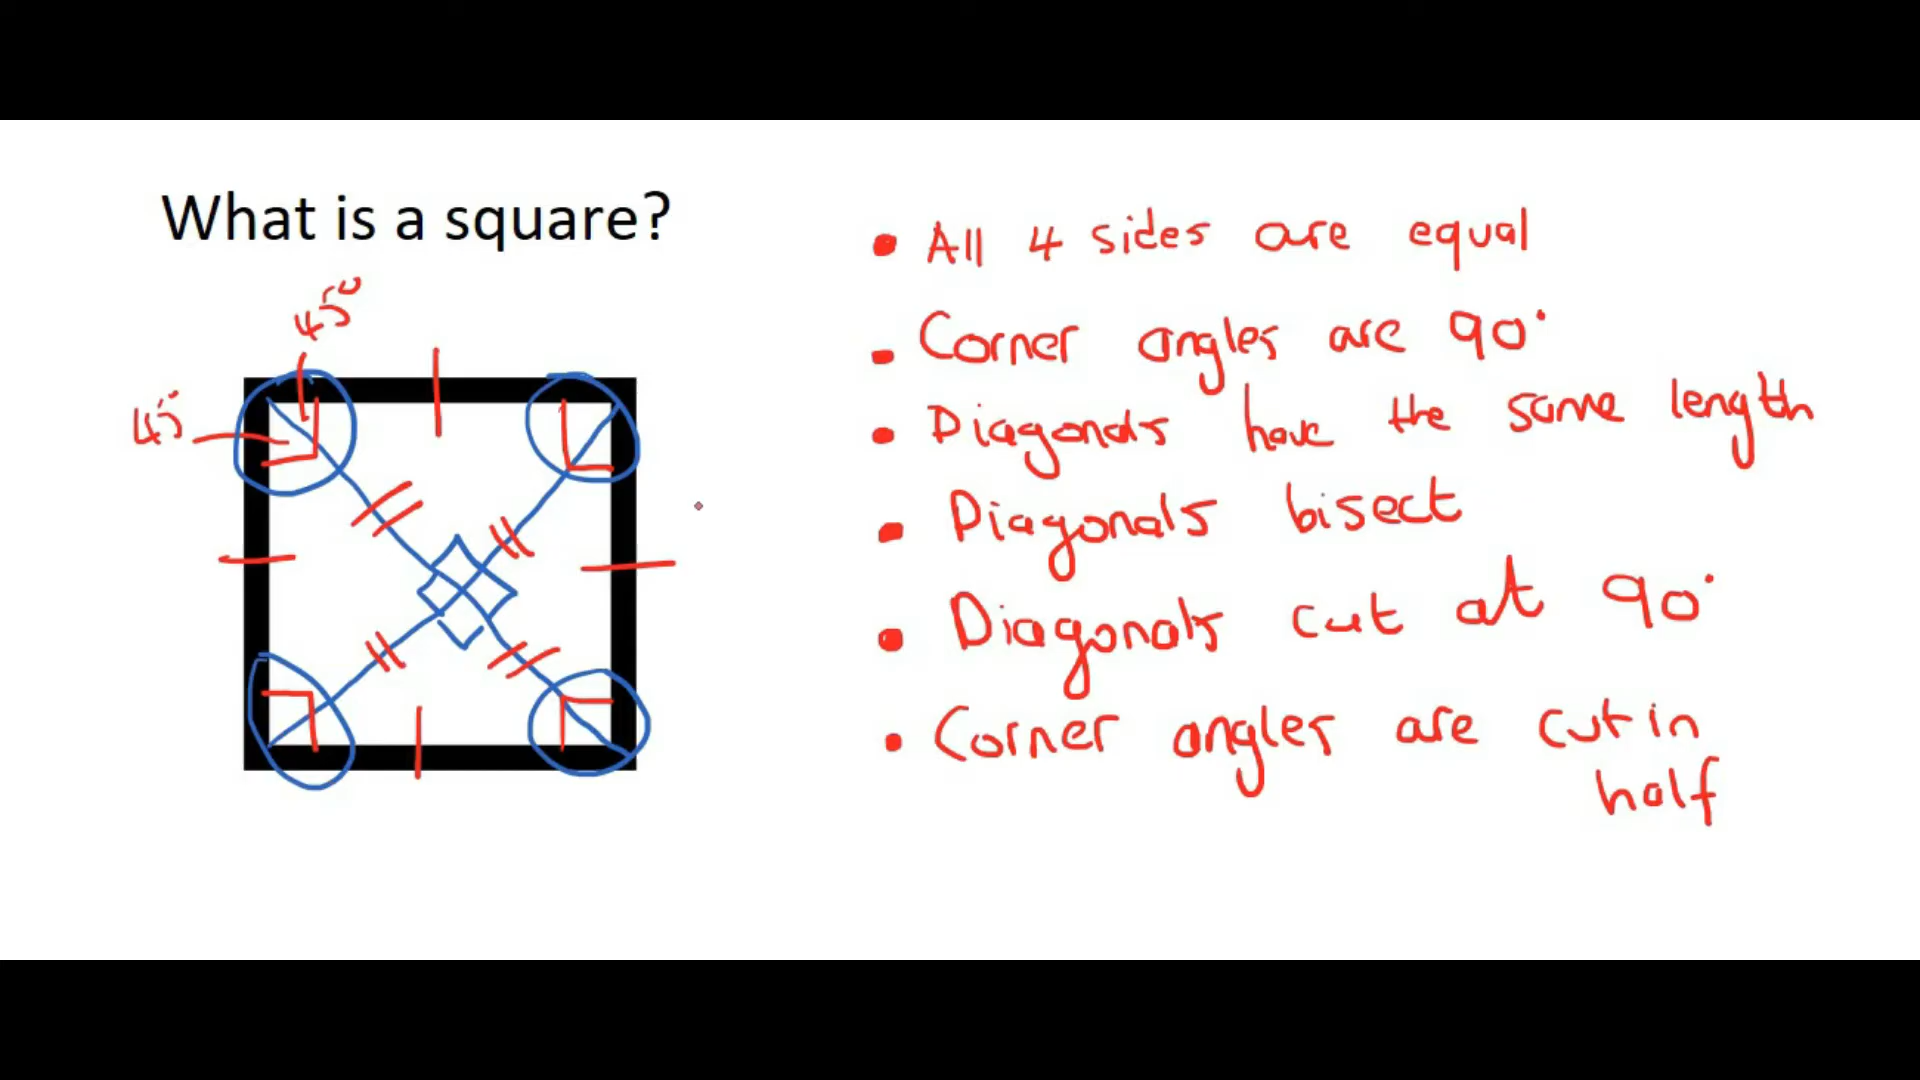 What is a square?
45°
45°
• All 4 sides are equal
• Corner angles are 90°
• Diagonals have the same length
• Diagonals bisect
• Diagonals cut at 90°
• Corner angles are cut in
half